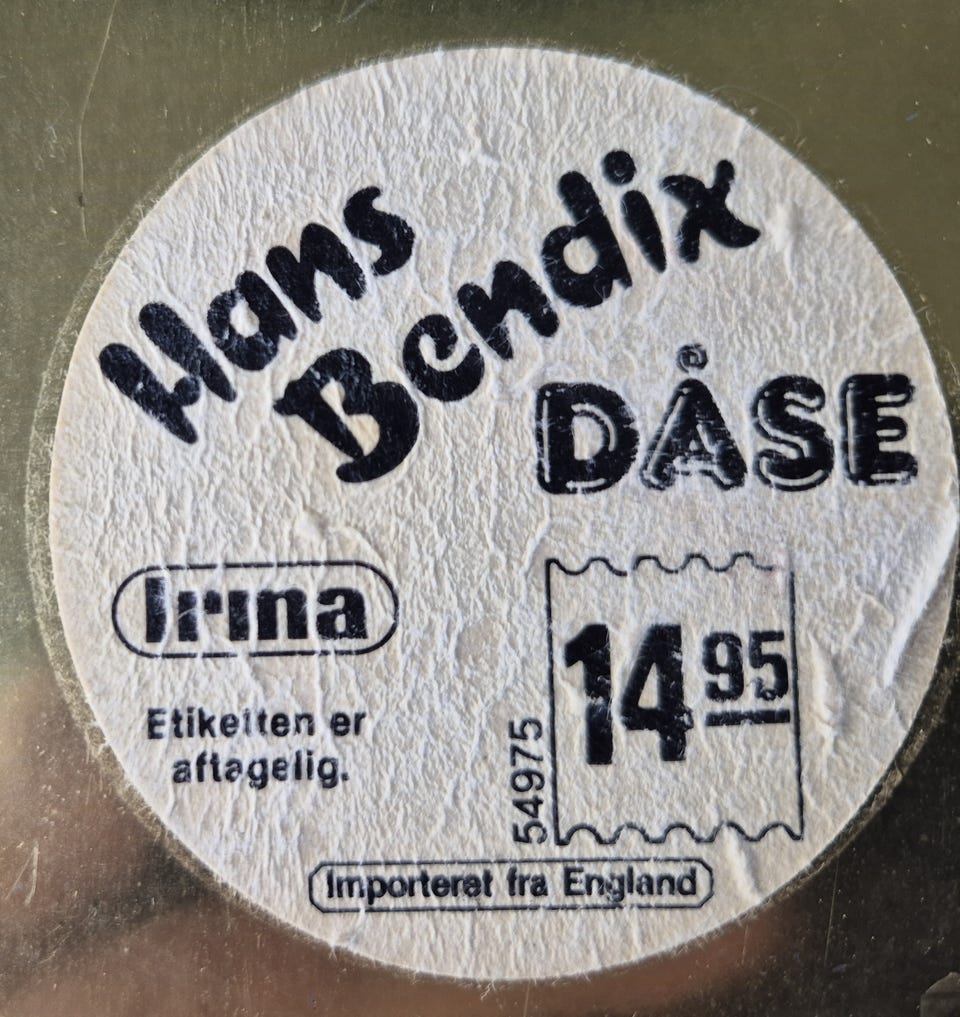 Hans
Bendix
DÅSE
Irina
Etiketten er
aftagelig.
14 95
54975
Importeret fra England